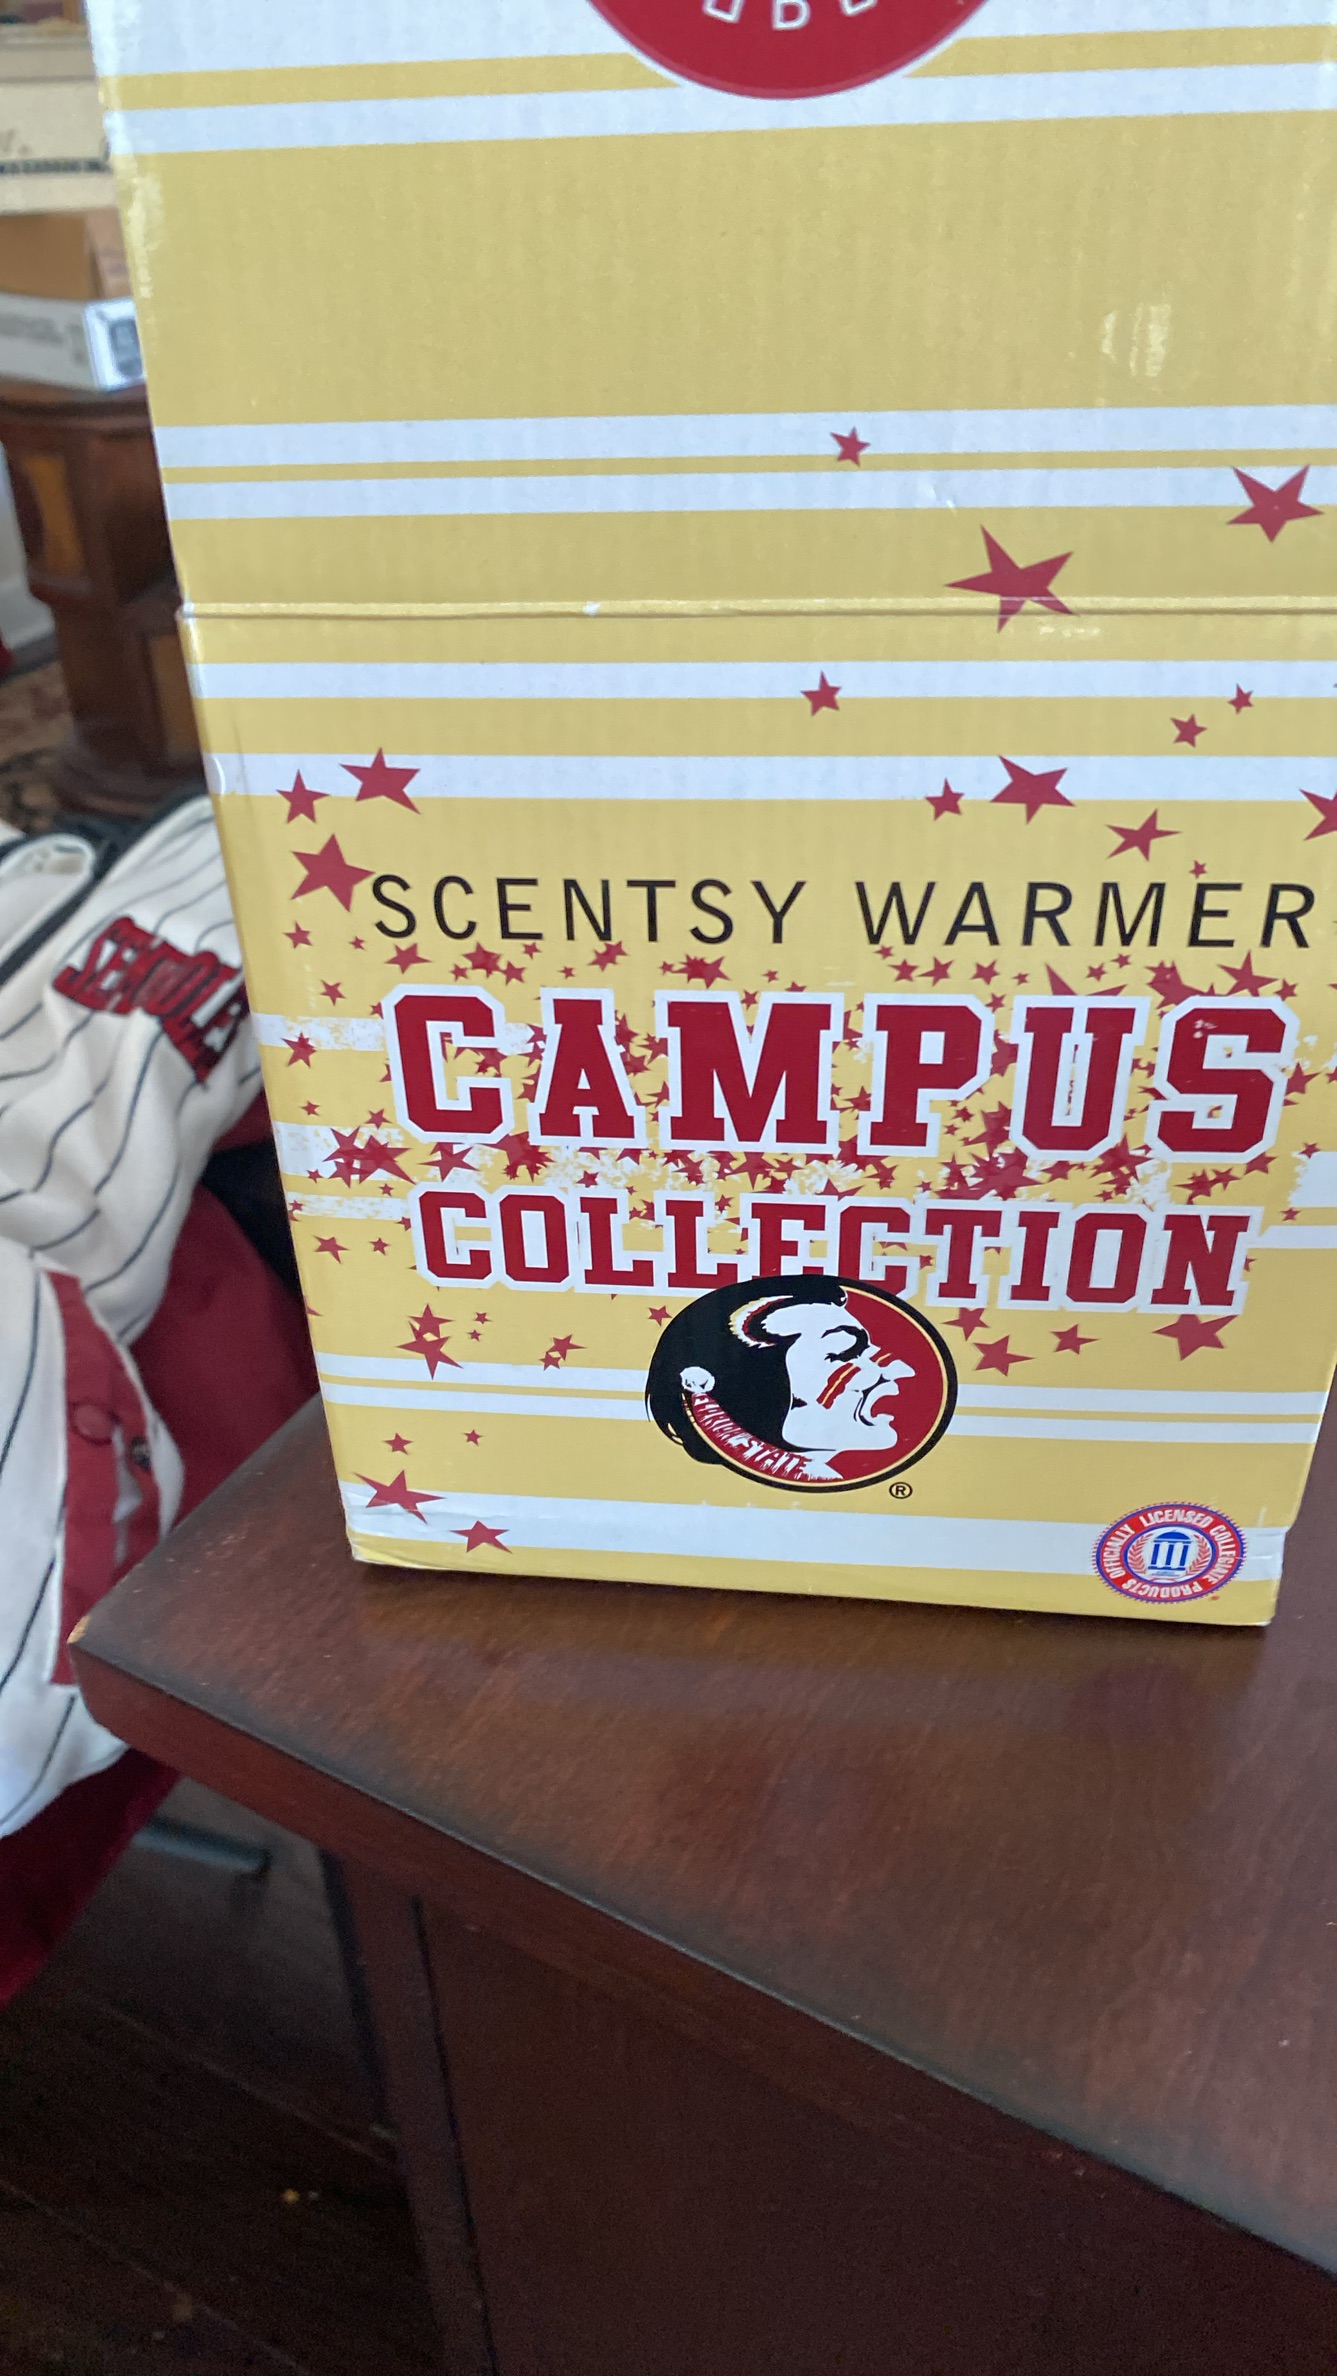 SCENTSY WARMER
CAMPUS
COLLECTION
FLORIDA STATE
®
OFFICIALLY LICENSED COLLEGIATE PRODUCTS
SEMINOLES